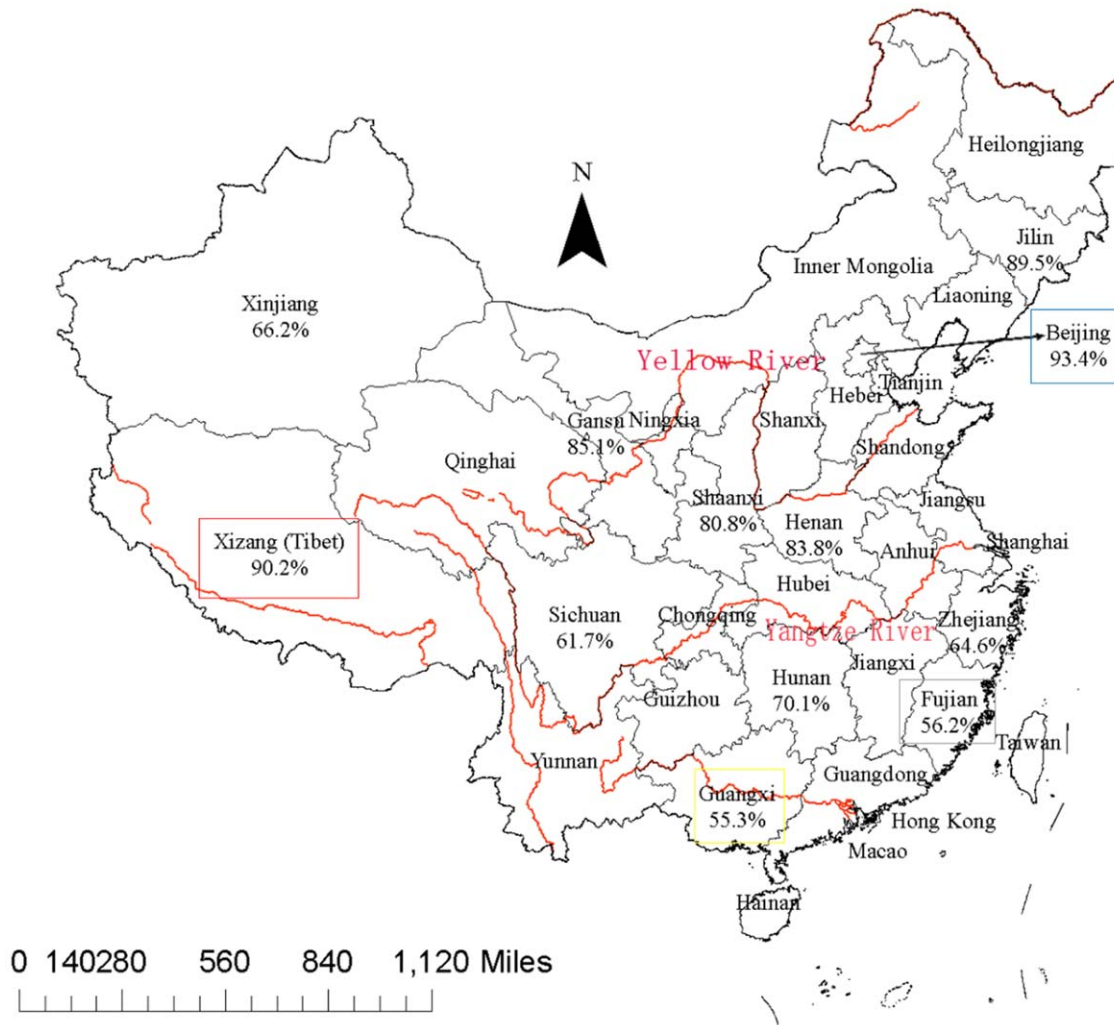 N
Heilongjiang
Jilin
89.5%
Inner Mongolia
Liaoning
Xinjiang
66.2%
Beijing
93.4%
Yellow River
Heber
Tianjin
Gansu Ningxia
85.1%
Shanxi
Shandong
Qinghai
Shaanxi
80.8%
Jiangsu
Henan
83.8%
Xizang (Tibet)
90.2%
Anhui
Shanghai
Hubei
Sichuan
61.7%
Chongqing
Zhejiang
64.6%
Yangtze River
Jiangxi
Hunan
70.1%
Guizhou
Fujian
56.2%
Taiwan
Yunnan
Guangdong
Guangxi
55.3%
Hong Kong
Macao
Hainan
0 140280 560 840 1,120 Miles